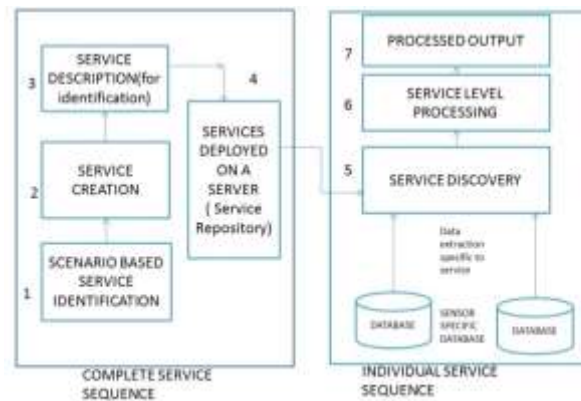 3
SERVICE
DESCRIPTION(for
identification)
4
2
SERVICE
CREATION
1
SCENARIO BASED
SERVICE
IDENTIFICATION
SERVICES
DEPLOYED
ON A
SERVER
( Service
Repository)
COMPLETE SERVICE
SEQUENCE
7
PROCESSED OUTPUT
6
SERVICE LEVEL
PROCESSING
5
SERVICE DISCOVERY
Data
extraction
specific to
service
DATABASE
SENSOR
SPECIFIC
DATABASE
DATABASE
INDIVIDUAL SERVICE
SEQUENCE